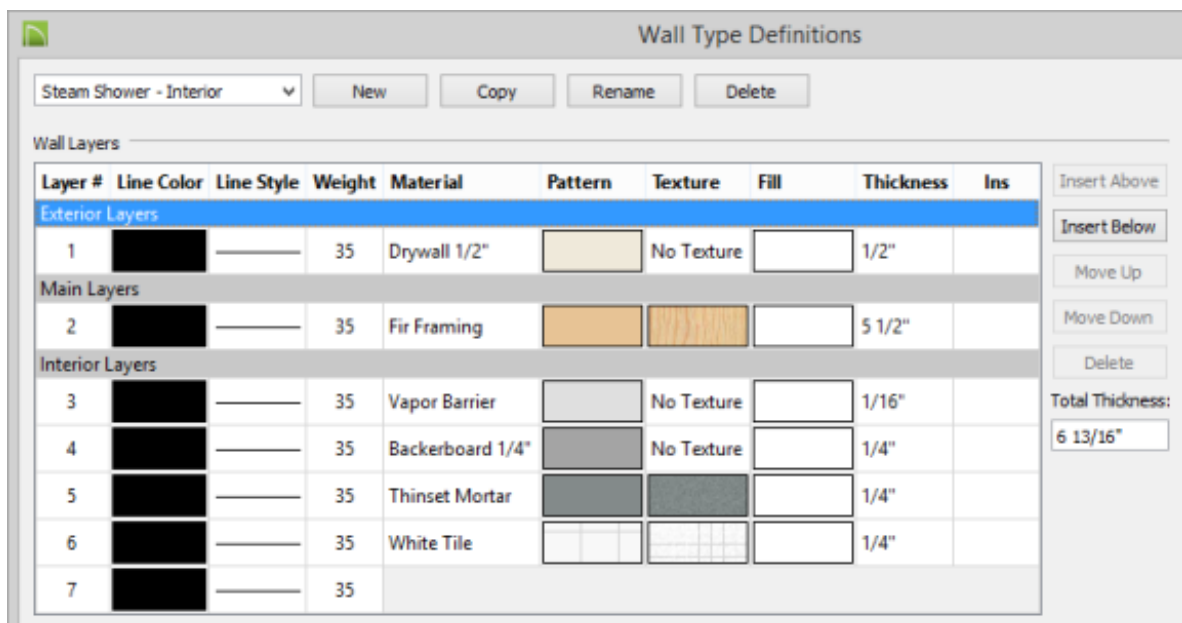 Wall Type Definitions
Steam Shower - Interior New Copy Rename Delete
Wall Layers
Layer # Line Color Line Style Weight Material Pattern Texture Fill Thickness Ins Insert Above
Exterior Layers
Insert Below
1 35 Drywall 1/2" No Texture 1/2"
Move Up
Main Layers
2 35 Fir Framing 5 1/2" Move Down
Interior Layers Delete
3 35 Vapor Barrier No Texture 1/16" Total Thickness:
4 35 Backerboard 1/4" No Texture 1/4" 6 13/16"
5 35 Thinset Mortar 1/4"
6 35 White Tile 1/4"
7 35